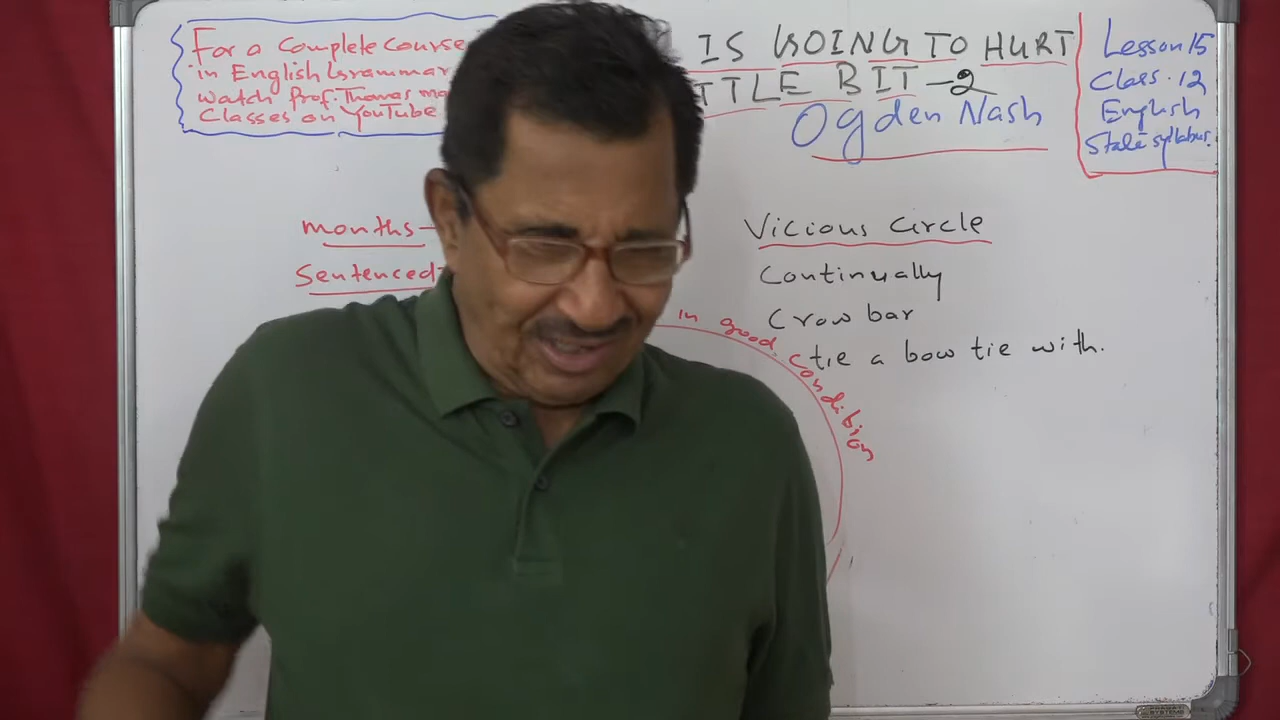 For a Complete Course
in English Grammar
watch Prof. Thomas
Classes on YouTube
IS GOING TO HURT
TTLE BIT-2
Ogden Nash
Lesson 15
Class. 12
English
State syllabus.
months-
Sentenced-
Vicious Circle
Continually
Crow bar
tie a bow tie with.
in good condition